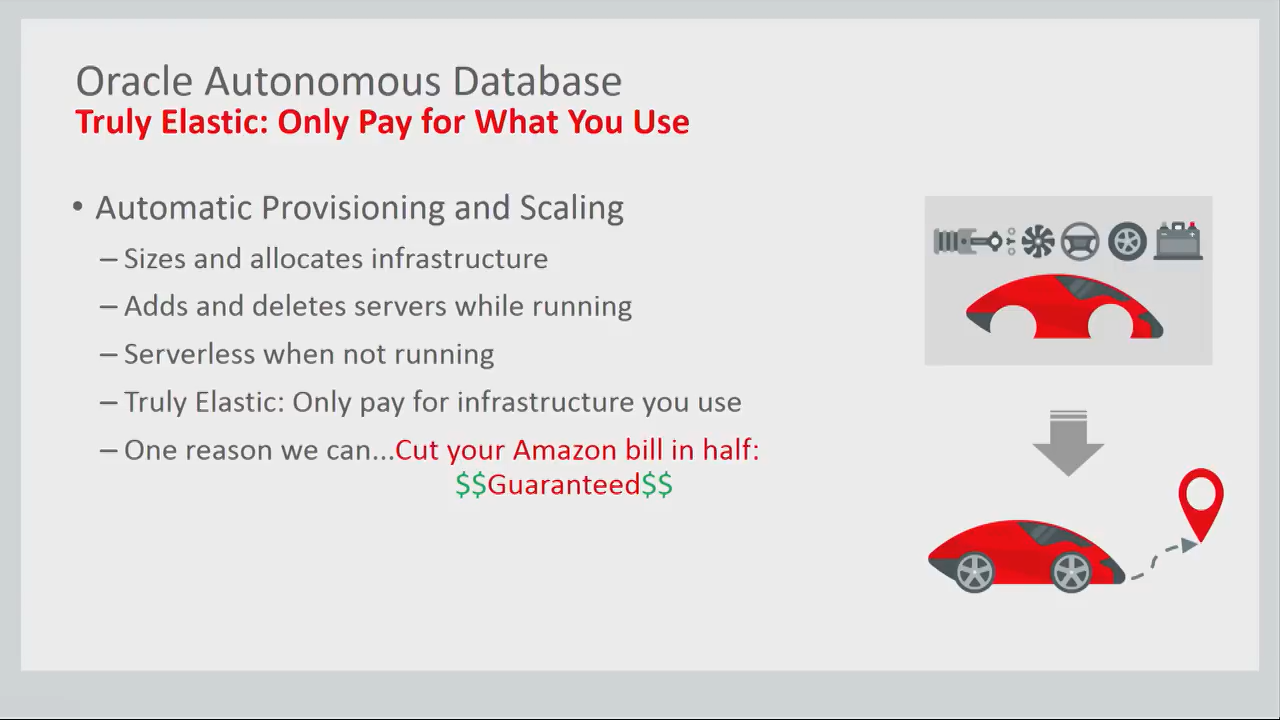 Oracle Autonomous Database
Truly Elastic: Only Pay for What You Use
• Automatic Provisioning and Scaling
– Sizes and allocates infrastructure
– Adds and deletes servers while running
– Serverless when not running
– Truly Elastic: Only pay for infrastructure you use
– One reason we can...Cut your Amazon bill in half:
$$Guaranteed$$